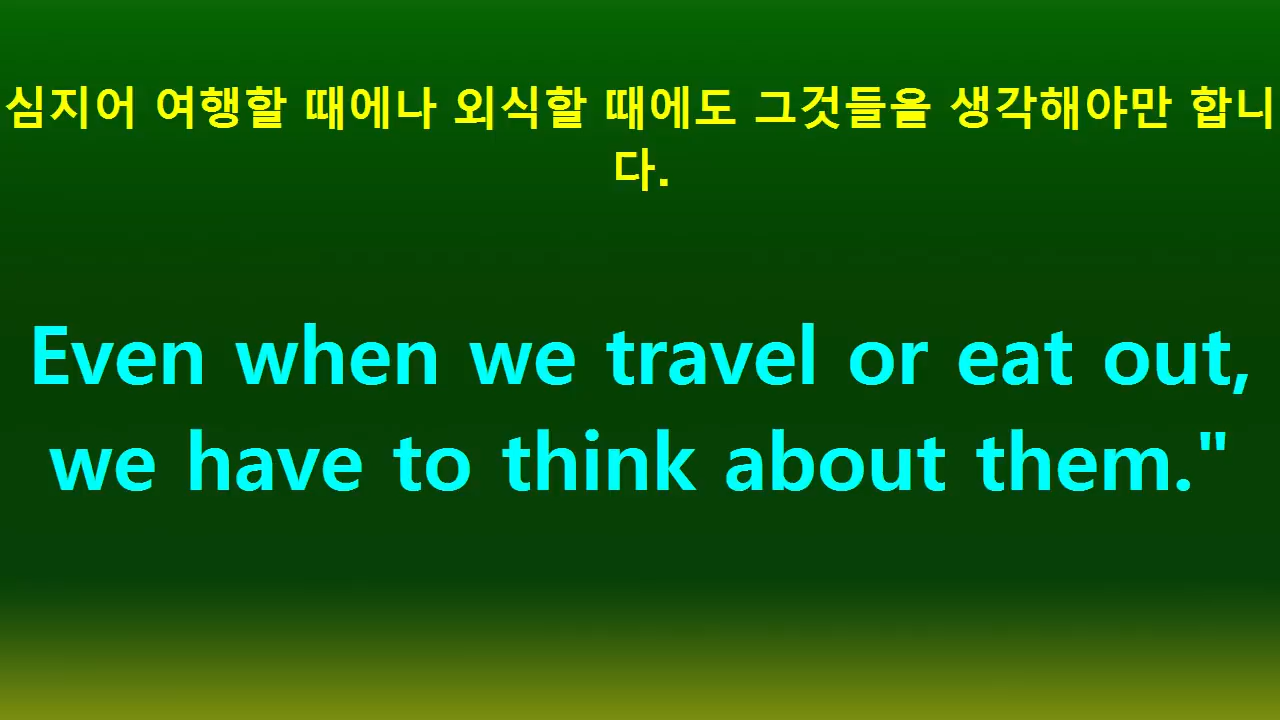 심지어 여행할 때에나 외식할 때에도 그것들을 생각해야만 합니
다.
Even when we travel or eat out,
we have to think about them."